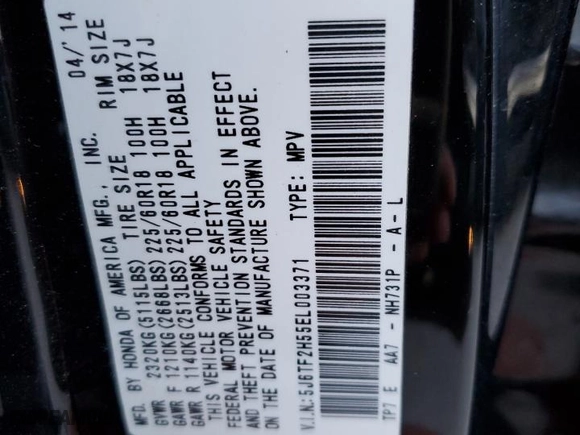 MFD. BY HONDA OF AMERICA MFG., INC. 04/'14
TIRE SIZE RIM SIZE
GVWR 2320KG(5115LBS)
GAWR F 1210KG(2668LBS) 225/60R18 100H 18X7J
GAWR R 1140KG(2513LBS) 225/60R18 100H 18X7J
THIS VEHICLE CONFORMS TO ALL APPLICABLE
FEDERAL MOTOR VEHICLE SAFETY
AND THEFT PREVENTION STANDARDS IN EFFECT
ON THE DATE OF MANUFACTURE SHOWN ABOVE.
V.I.N: 5J6TF2H55EL003371 TYPE: MPV
TP7 E AA7 - NH731P - A - L